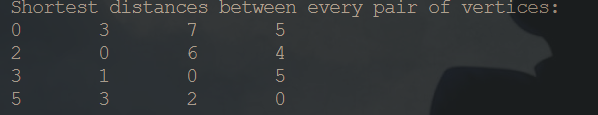 Shortest distances between every pair of vertices:
0 3 7 5
2 0 6 4
3 1 0 5
5 3 2 0